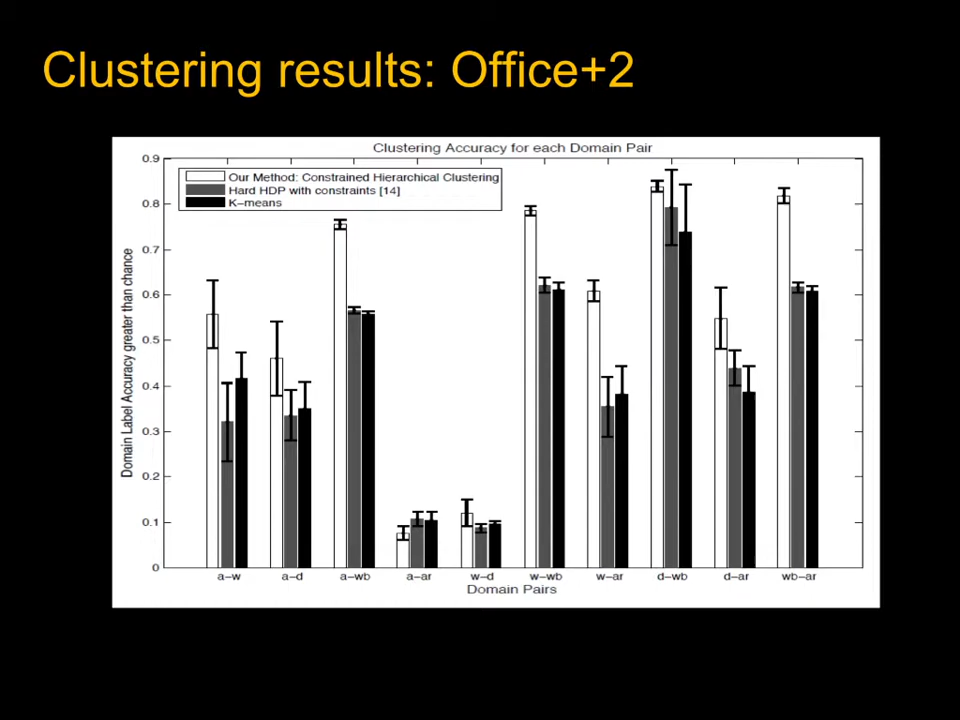 Clustering results: Office+2
Clustering Accuracy for each Domain Pair
Our Method: Constrained Hierarchical Clustering
Hard HDP with constraints [14]
K-means
Domain Label Accuracy greater than chance
0.9
0.8
0.7
0.6
0.5
0.4
0.3
0.2
0.1
0
a-w a-d a-wb a-ar w-d w-wb w-ar d-wb d-ar wb-ar
Domain Pairs